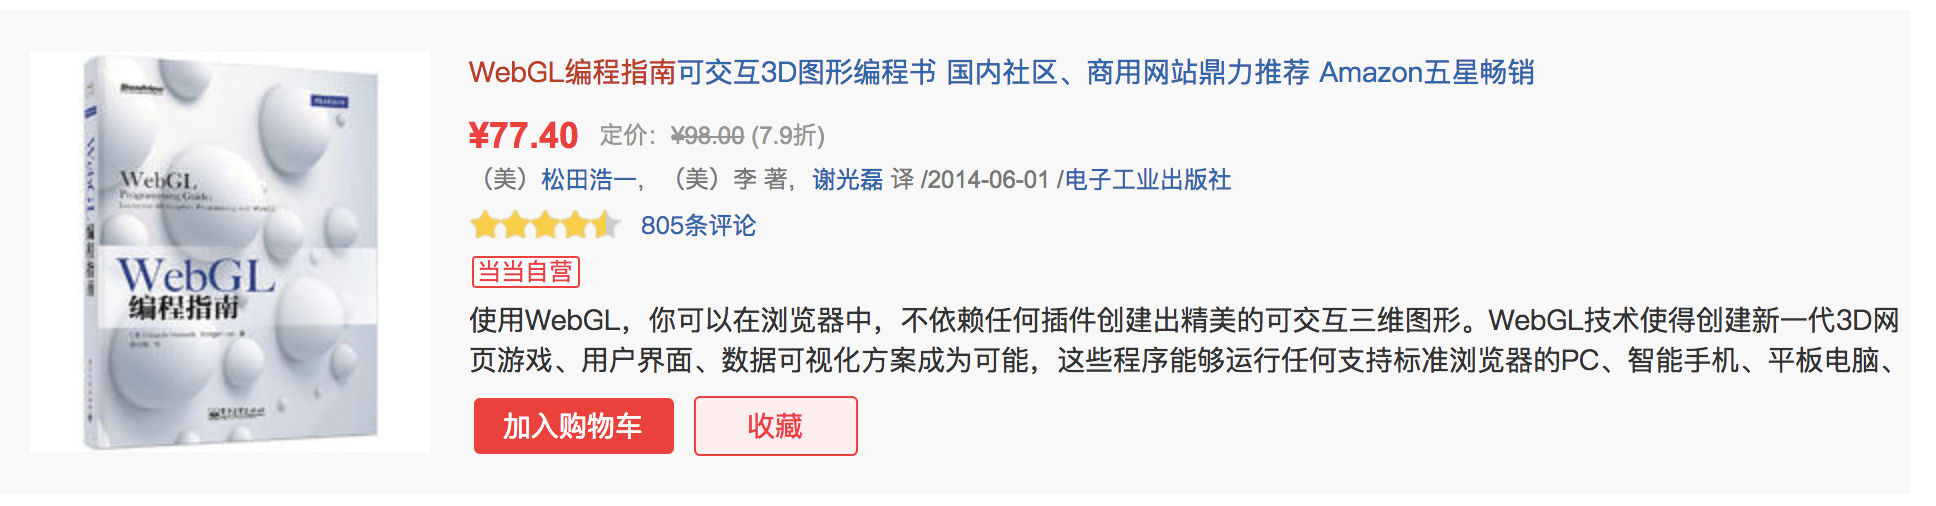 WebGL编程指南可交互3D图形编程书 国内社区、商用网站鼎力推荐 Amazon五星畅销
¥77.40 定价：¥98.00 (7.9折)
（美）松田浩一，（美）李 著，谢光磊 译 /2014-06-01 /电子工业出版社
805条评论
当当自营
使用WebGL，你可以在浏览器中，不依赖任何插件创建出精美的可交互三维图形。WebGL技术使得创建新一代3D网
页游戏、用户界面、数据可视化方案成为可能，这些程序能够运行任何支持标准浏览器的PC、智能手机、平板电脑、
加入购物车 收藏
WebGL
Programming Guide:
WebGL
编程指南
WebGL 编程指南